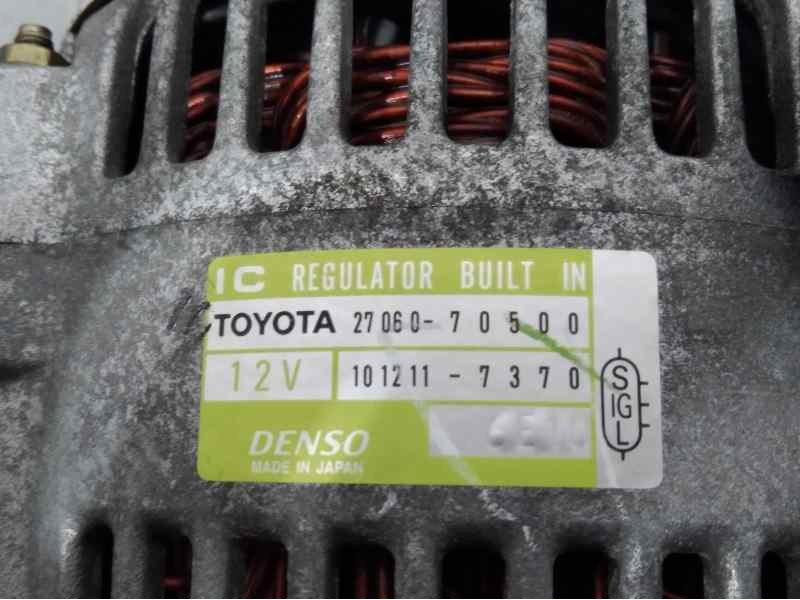 IC REGULATOR BUILT IN
TOYOTA 27060-70500
12V 101211-7370
DENSO
MADE IN JAPAN
S
IG
L